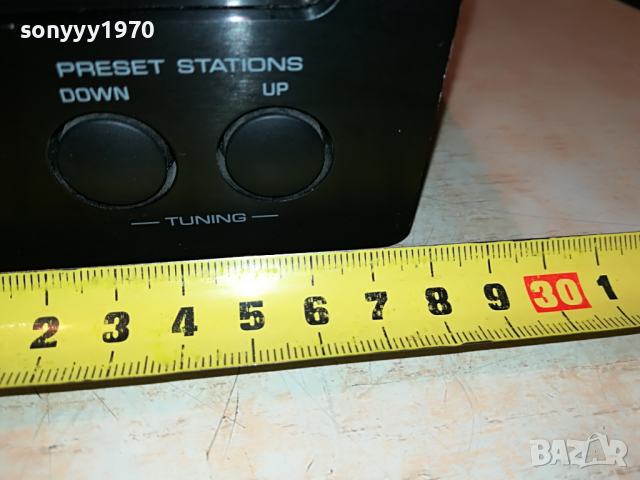 sonyyy1970
PRESET STATIONS
DOWN UP
TUNING
2 3 4 5 6 7 8 9 30 1
BAZAR